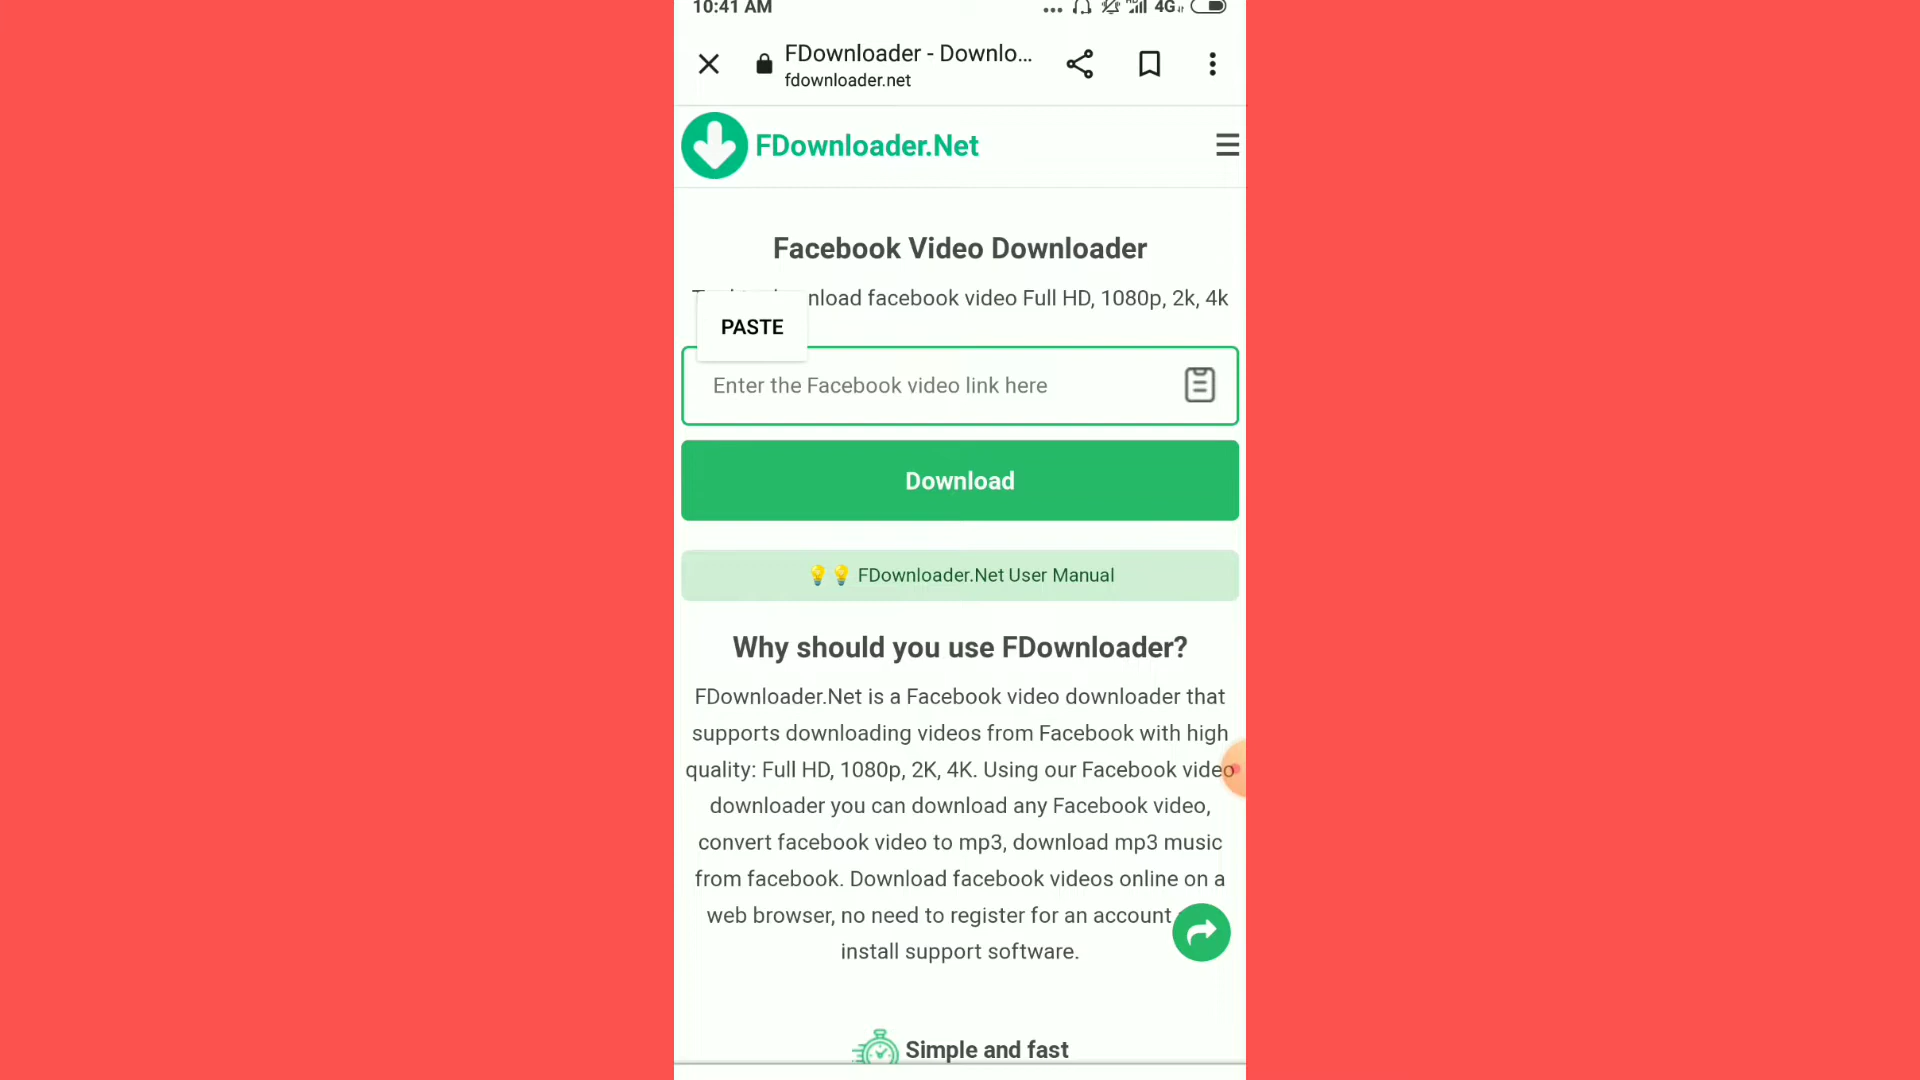 10:41 AM
4G
FDownloader - Downlo...
fdownloader.net
FDownloader.Net
Facebook Video Downloader
nload facebook video Full HD, 1080p, 2k, 4k
PASTE
Enter the Facebook video link here
Download
FDownloader.Net User Manual
Why should you use FDownloader?
FDownloader.Net is a Facebook video downloader that
supports downloading videos from Facebook with high
quality: Full HD, 1080p, 2K, 4K. Using our Facebook video
downloader you can download any Facebook video,
convert facebook video to mp3, download mp3 music
from facebook. Download facebook videos online on a
web browser, no need to register for an account
install support software.
Simple and fast